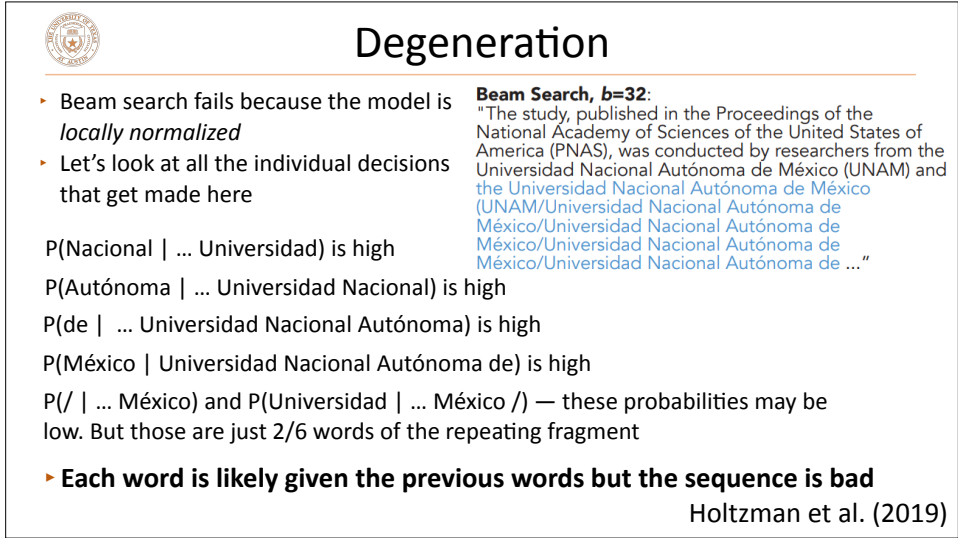 Degeneration
‣ Beam search fails because the model is
locally normalized
‣ Let's look at all the individual decisions
that get made here
Beam Search, b=32:
"The study, published in the Proceedings of the
National Academy of Sciences of the United States of
America (PNAS), was conducted by researchers from the
Universidad Nacional Autónoma de México (UNAM) and
the Universidad Nacional Autónoma de México
(UNAM/Universidad Nacional Autónoma de
México/Universidad Nacional Autónoma de
México/Universidad Nacional Autónoma de
México/Universidad Nacional Autónoma de ..."
P(Nacional | … Universidad) is high
P(Autónoma | … Universidad Nacional) is high
P(de | … Universidad Nacional Autónoma) is high
P(México | Universidad Nacional Autónoma de) is high
P(/ | … México) and P(Universidad | … México /) — these probabilities may be
low. But those are just 2/6 words of the repeating fragment
‣ Each word is likely given the previous words but the sequence is bad
Holtzman et al. (2019)